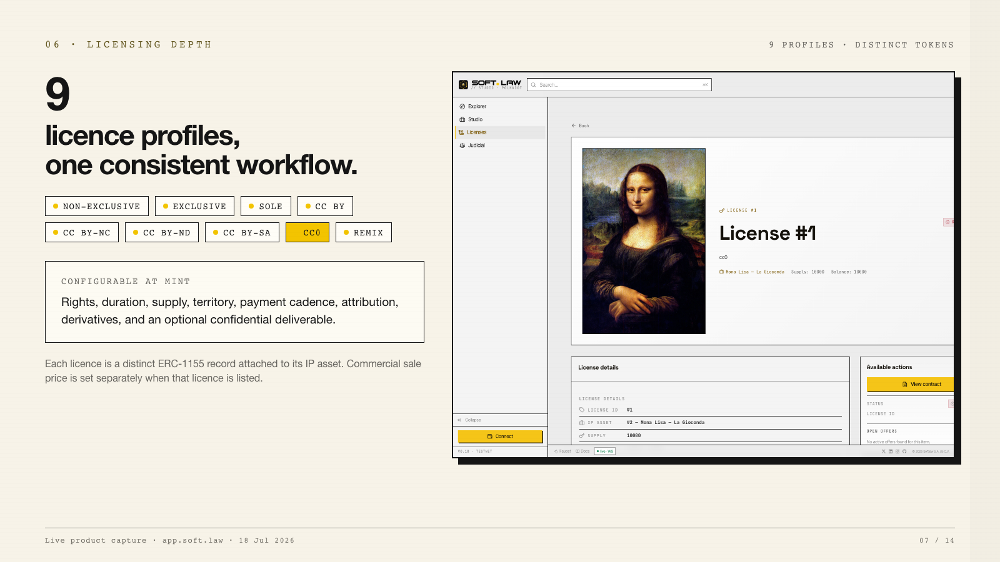 06 · LICENSING DEPTH
9 PROFILES · DISTINCT TOKENS
9
licence profiles,
one consistent workflow.
NON-EXCLUSIVE
EXCLUSIVE
SOLE
CC BY
CC BY-NC
CC BY-ND
CC BY-SA
CC0
REMIX
CONFIGURABLE AT MINT
Rights, duration, supply, territory, payment cadence, attribution,
derivatives, and an optional confidential deliverable.
Each licence is a distinct ERC-1155 record attached to its IP asset. Commercial sale
price is set separately when that licence is listed.
SOFT.LAW
// STUDIO · POLKADOT
Search...
⌘K
Explorer
Studio
Licenses
Judicial
Collapse
Connect
V0.18 · TESTNET
← Back
LICENSE #1
License #1
cc0
Mona Lisa — La Gioconda Supply: 10000 Balance: 10000
License details
LICENSE DETAILS
LICENSE ID #1
IP ASSET #2 — Mona Lisa — La Gioconda
SUPPLY 10000
Available actions
View contract
STATUS
LICENSE ID
OPEN OFFERS
No active offers found for this item.
Faucet
Docs
live · WS
Live product capture · app.soft.law · 18 Jul 2026
07 / 14